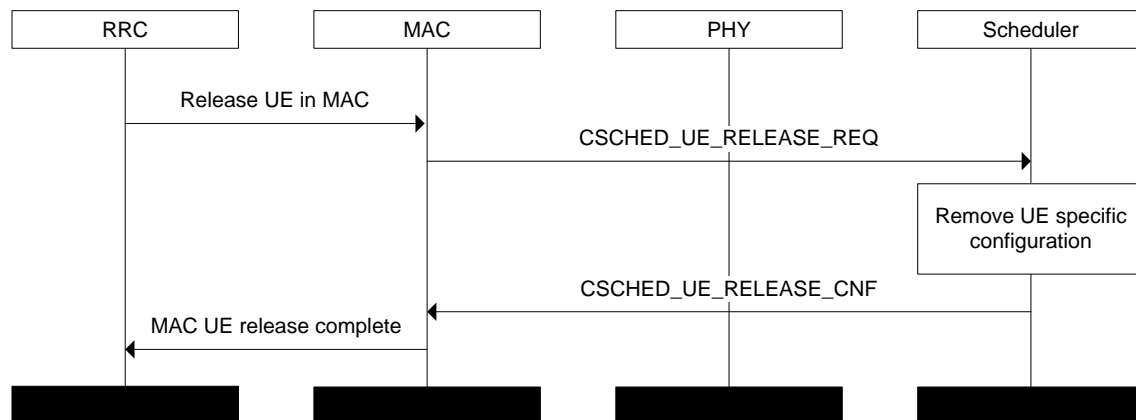 RRC
MAC
PHY
Scheduler
Release UE in MAC
CSCHED_UE_RELEASE_REQ
Remove UE specific
configuration
CSCHED_UE_RELEASE_CNF
MAC UE release complete